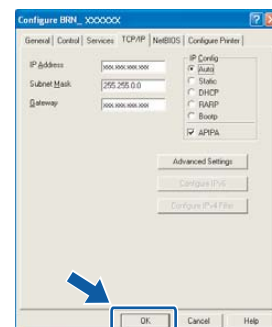 Configure BRN_ XXXXXX
General Control Services TCP/IP NetBIOS Configure Printer
IP Address xxx.xxx.xxx.xxx
Subnet Mask 255.255.0.0
Gateway xxx.xxx.xxx.xxx
IP Config
Auto
Static
DHCP
RARP
Bootp
APIPA
Advanced Settings
Configure IPv6
Configure IPv4 Filter
OK Cancel Help